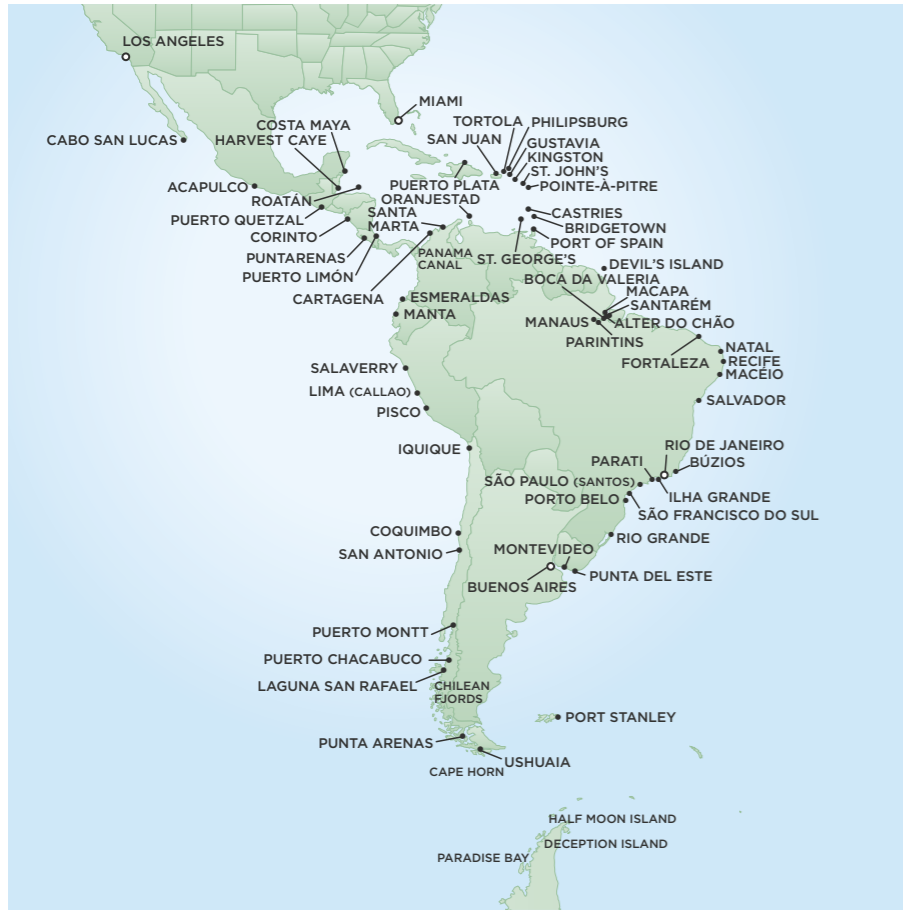 LOS ANGELES
MIAMI
CABO SAN LUCAS
COSTA MAYA
HARVEST CAYE
TORTOLA
PHILIPSBURG
SAN JUAN
GUSTAVIA
KINGSTON
ST. JOHN'S
POINTE-À-PITRE
ACAPULCO
ROATÁN
PUERTO PLATA
ORANJESTAD
PUERTO QUETZAL
SANTA
MARTA
CASTRIES
BRIDGETOWN
CORINTO
PORT OF SPAIN
PUNTARENAS
PANAMA
CANAL
ST. GEORGE'S
PUERTO LIMÓN
DEVIL'S ISLAND
CARTAGENA
BOCA DA VALERIA
MACAPA
ESMERALDAS
SANTARÉM
MANTA
MANAUS
ALTER DO CHÃO
PARINTINS
FORTALEZA
NATAL
RECIFE
MACÉIO
SALAVERRY
LIMA (CALLAO)
PISCO
SALVADOR
IQUIQUE
RIO DE JANEIRO
PARATI
BÚZIOS
SÃO PAULO (SANTOS)
ILHA GRANDE
PORTO BELO
SÃO FRANCISCO DO SUL
COQUIMBO
RIO GRANDE
SAN ANTONIO
MONTEVIDEO
PUNTA DEL ESTE
BUENOS AIRES
PUERTO MONTT
PUERTO CHACABUCO
LAGUNA SAN RAFAEL
CHILEAN
FJORDS
PORT STANLEY
PUNTA ARENAS
USHUAIA
CAPE HORN
HALF MOON ISLAND
DECEPTION ISLAND
PARADISE BAY